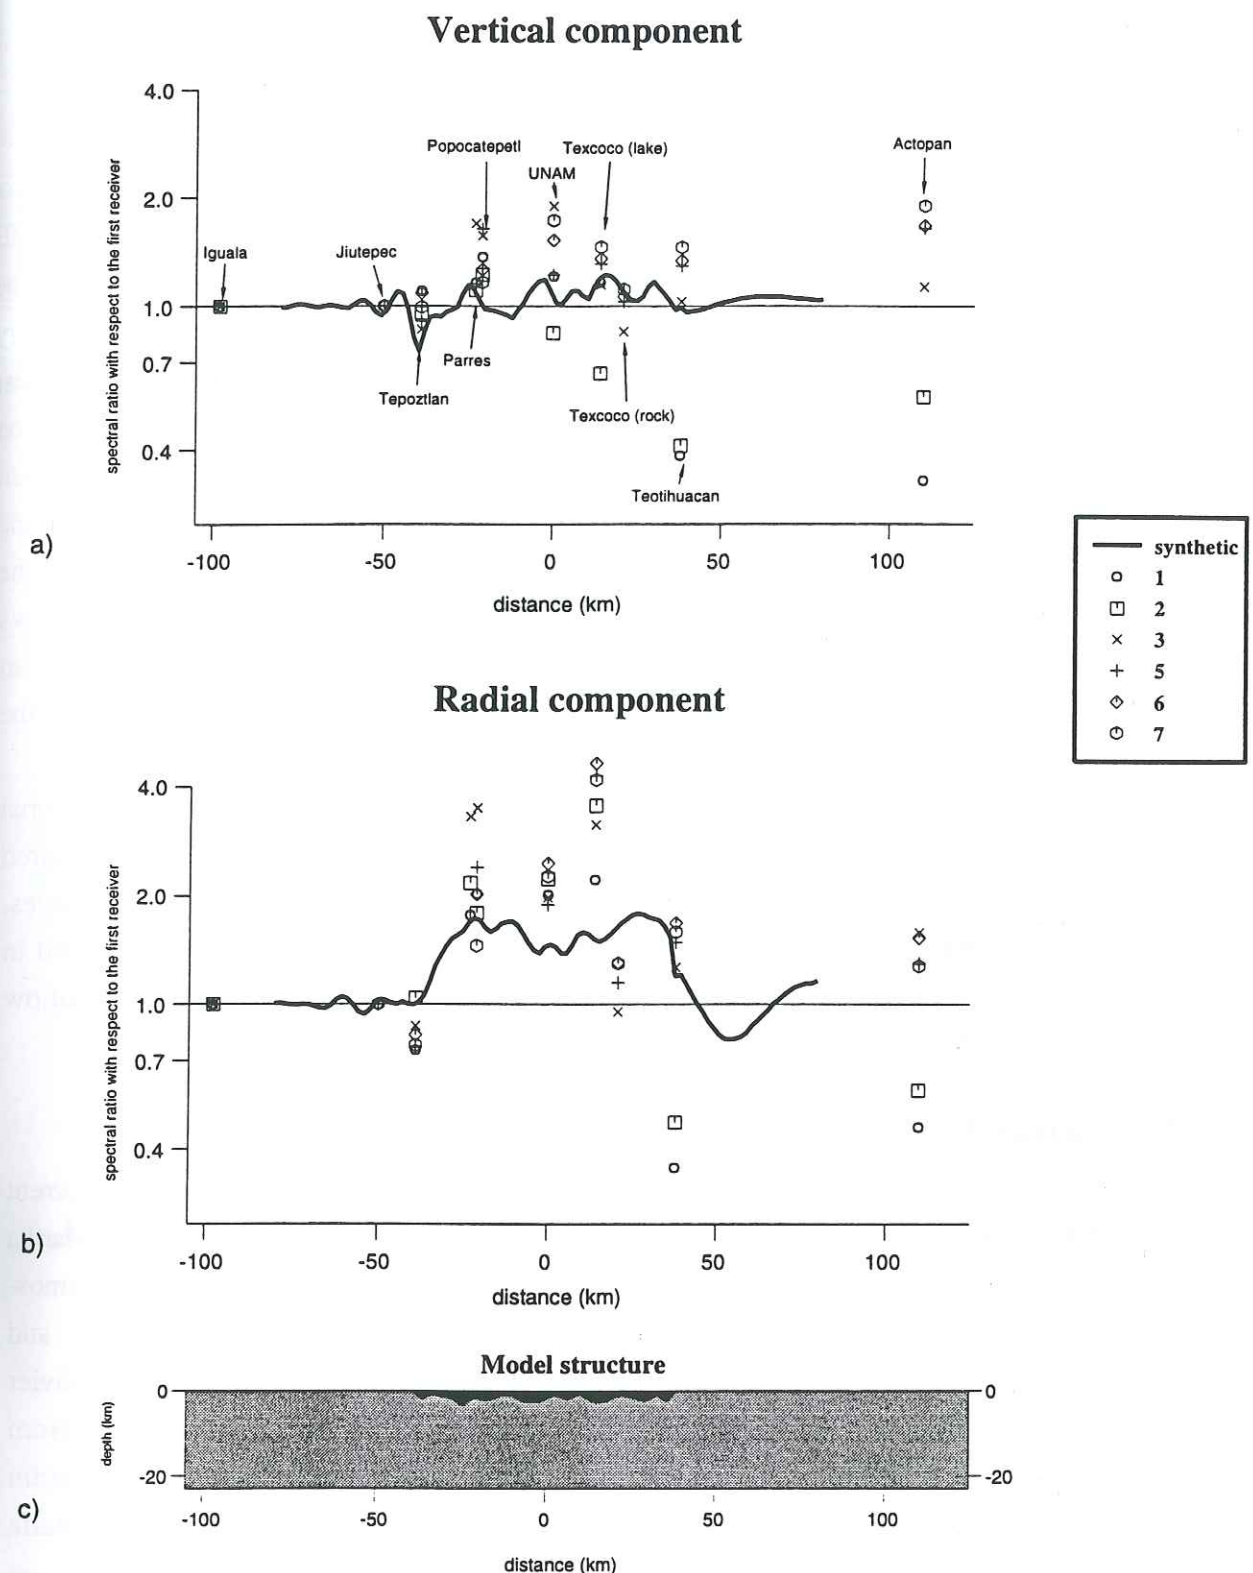 Vertical component
4.0
2.0
1.0
0.7
0.4
spectral ratio with respect to the first receiver
Iguala
Jiutepec
Popocatepetl
UNAM
Texcoco (lake)
Actopan
Tepoztlan
Parres
Texcoco (rock)
Teotihuacan
a)
-100
-50
0
50
100
distance (km)
synthetic
1
2
3
5
6
7
Radial component
4.0
2.0
1.0
0.7
0.4
spectral ratio with respect to the first receiver
b)
-100
-50
0
50
100
distance (km)
Model structure
0
-20
depth (km)
0
-20
c)
-100
-50
0
50
100
distance (km)